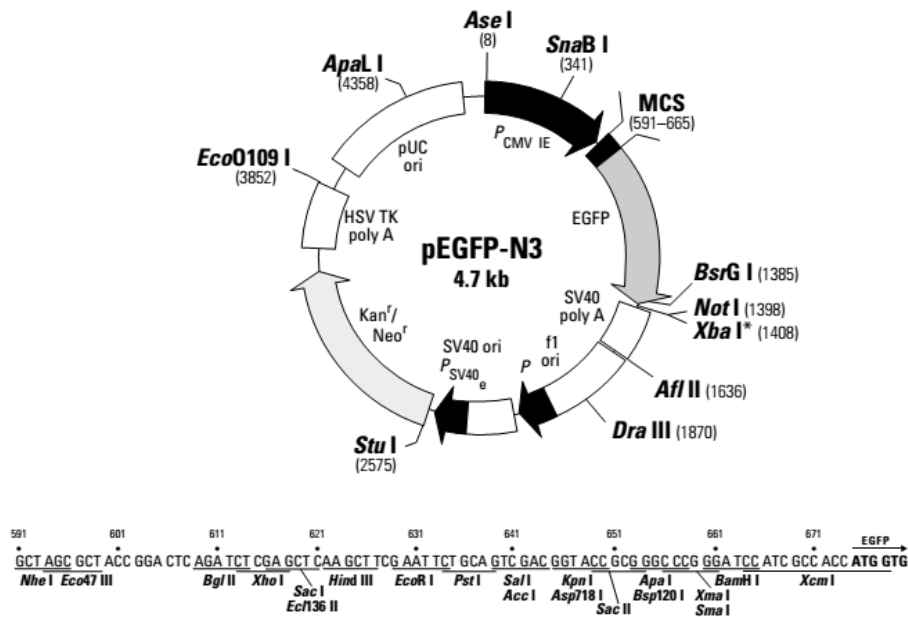 Ase I
(8)
SnaB I
(341)
ApaL I
(4358)
MCS
(591–665)
PCMV IE
pUC
ori
EcoO109 I
(3852)
HSV TK
poly A
EGFP
pEGFP-N3
4.7 kb
BsrG I (1385)
Not I (1398)
Xba I* (1408)
SV40
poly A
Kanr/
Neor
SV40 ori
PSV40e
P
f1
ori
Afl II (1636)
Dra III (1870)
Stu I
(2575)
591 601 611 621 631 641 651 661 671 EGFP
GCT AGC GCT ACC GGA CTC AGA TCT CGA GCT CAA GCT TCG AAT TCT GCA GTC GAC GGT ACC GCG GGC CCG GGA TCC ATC GCC ACC ATG GTG
Nhe I Eco47 III Bgl II Xho I Hind III EcoR I Pst I Sal I Kpn I Apa I BamH I Xcm I
Sac I Acc I Asp718 I Bsp120 I Xma I
Ecl136 II Sac II Sma I